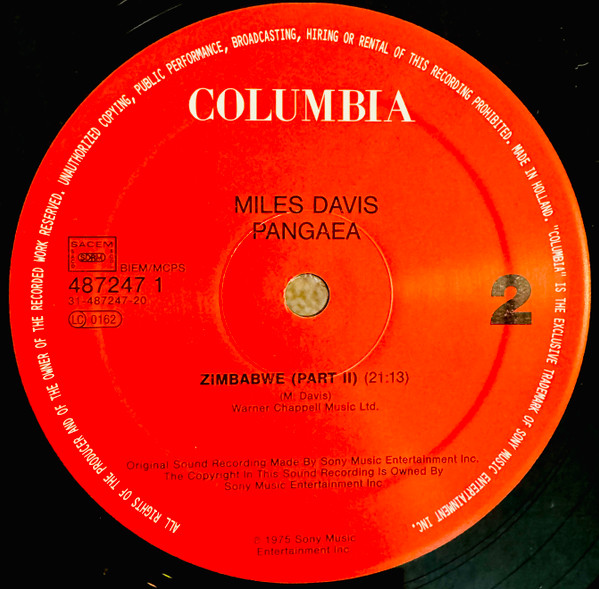 ALL RIGHTS OF THE PRODUCER AND OF THE OWNER OF THE RECORDED WORK RESERVED. UNAUTHORIZED COPYING, PUBLIC PERFORMANCE, BROADCASTING, HIRING OR RENTAL OF THIS RECORDING PROHIBITED. MADE IN HOLLAND. "COLUMBIA" IS THE EXCLUSIVE TRADEMARK OF SONY MUSIC ENTERTAINMENT INC.
COLUMBIA
MILES DAVIS
PANGAEA
SACEM
SDRM
BIEM/MCPS
487247 1
31-487247-20
LC 0162
2
ZIMBABWE (PART II) (21:13)
(M. Davis)
Warner Chappell Music Ltd.
Original Sound Recording Made By Sony Music Entertainment Inc.
The Copyright In This Sound Recording Is Owned By
Sony Music Entertainment Inc.
℗ 1975 Sony Music
Entertainment Inc.